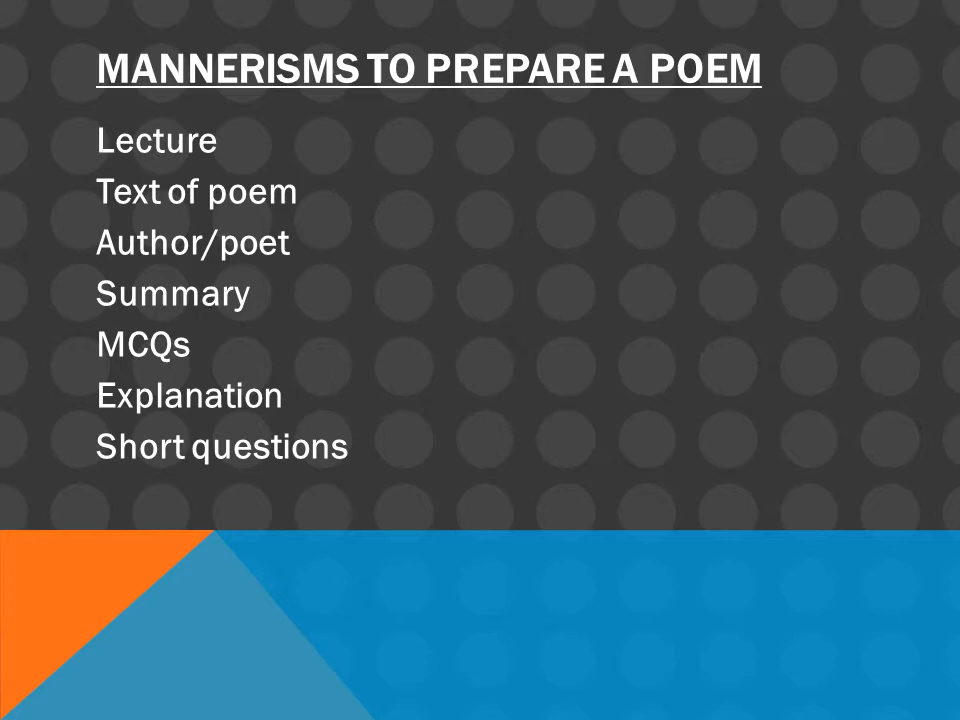 MANNERISMS TO PREPARE A POEM
Lecture
Text of poem
Author/poet
Summary
MCQs
Explanation
Short questions